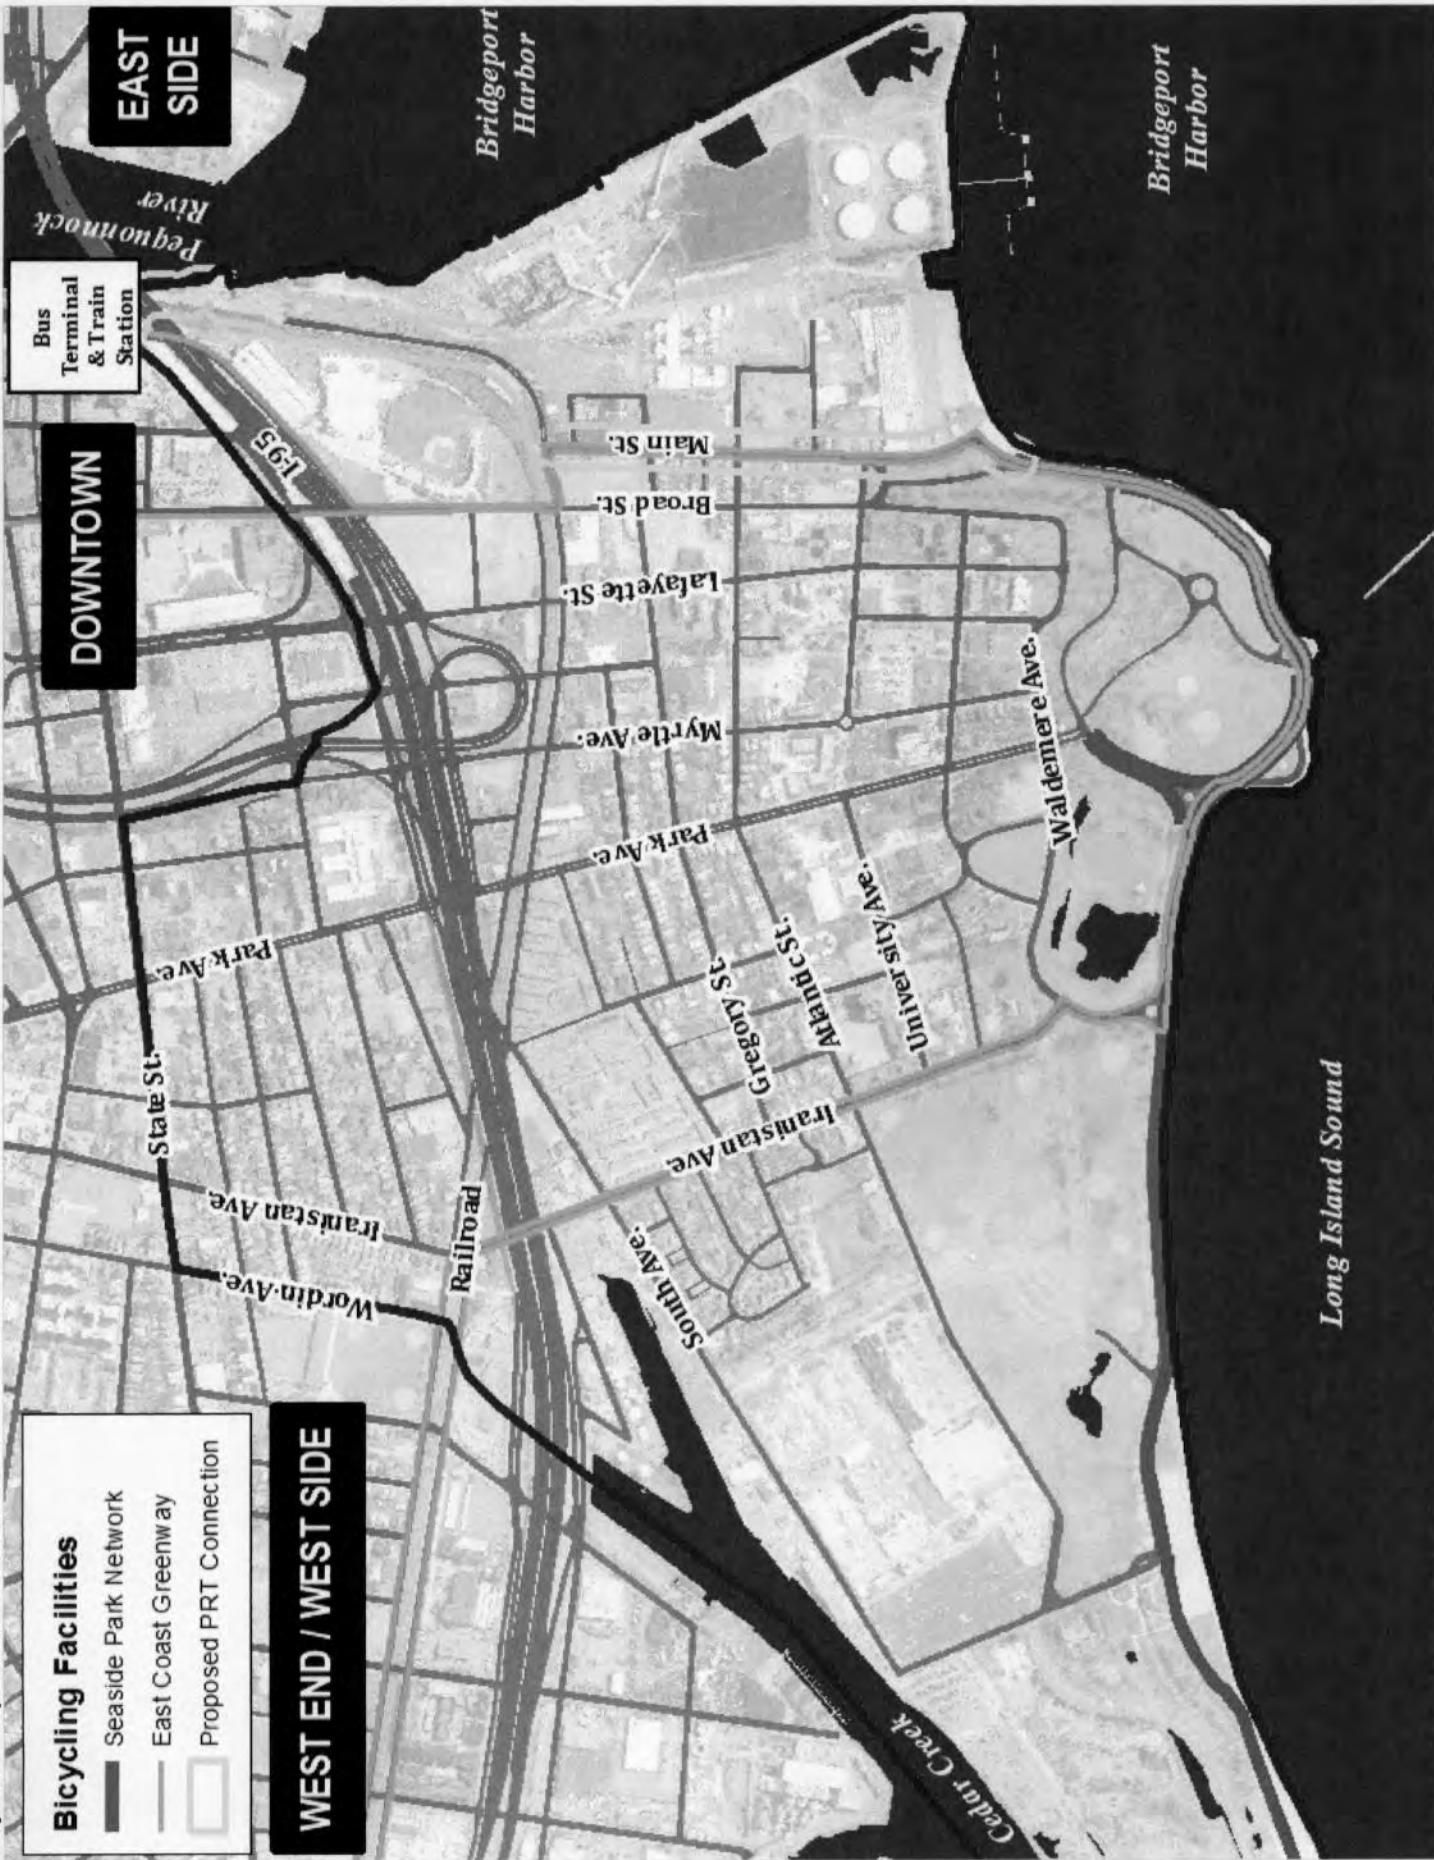 Bicycling Facilities
Seaside Park Network
East Coast Greenway
Proposed PRT Connection
WEST END / WEST SIDE
DOWNTOWN
Bus
Terminal
& Train
Station
EAST
SIDE
Pequonnock
River
Bridgeport
Harbor
Bridgeport
Harbor
I-95
State St.
Park Ave.
Iranistan Ave.
Wordin Ave.
Railroad
Main St.
Broad St.
Lafayette St.
Myrtle Ave.
Park Ave.
Waldemere Ave.
University Ave.
Atlantic St.
Gregory St.
Iranistan Ave.
South Ave.
Cedar Creek
Long Island Sound